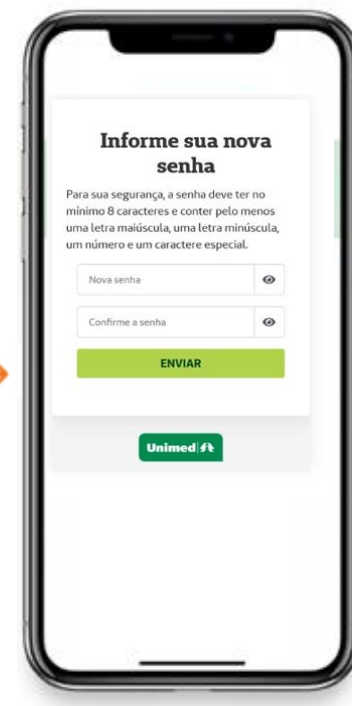 Informe sua nova
senha
Para sua segurança, a senha deve ter no
mínimo 8 caracteres e conter pelo menos
uma letra maiúscula, uma letra minúscula,
um número e um caractere especial.
Nova senha
Confirme a senha
ENVIAR
Unimed